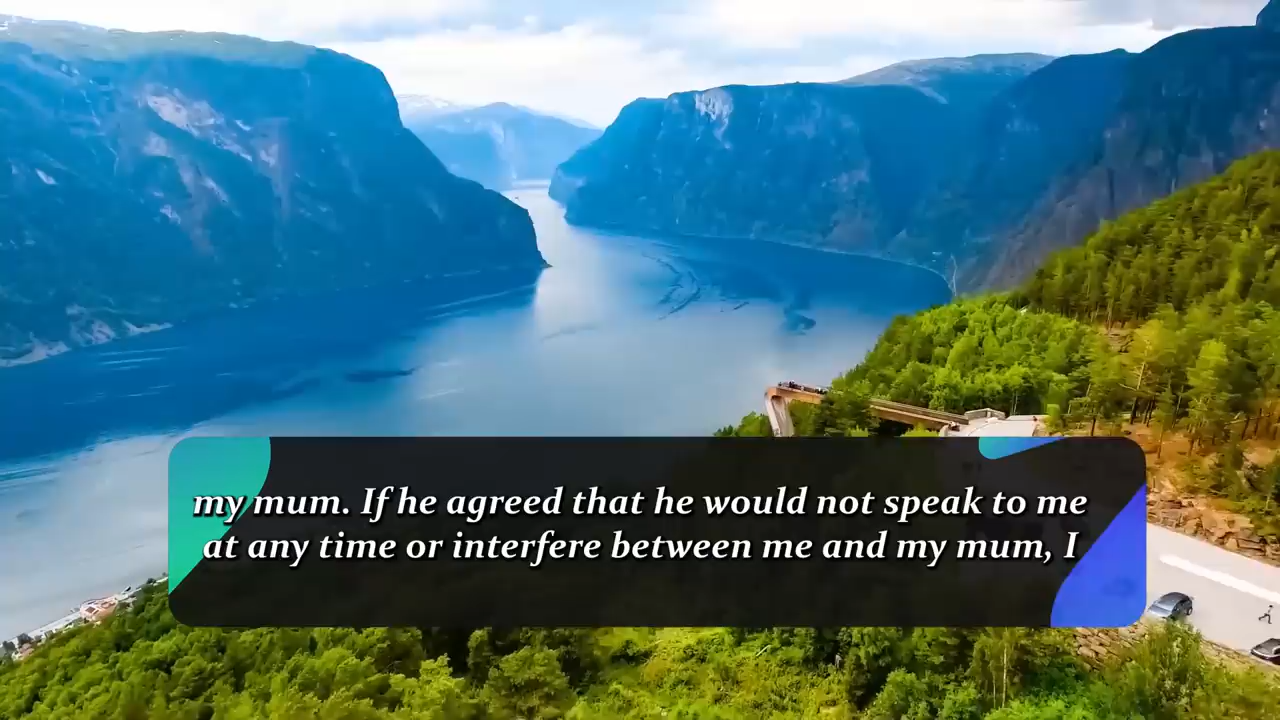 my mum. If he agreed that he would not speak to me
at any time or interfere between me and my mum, I